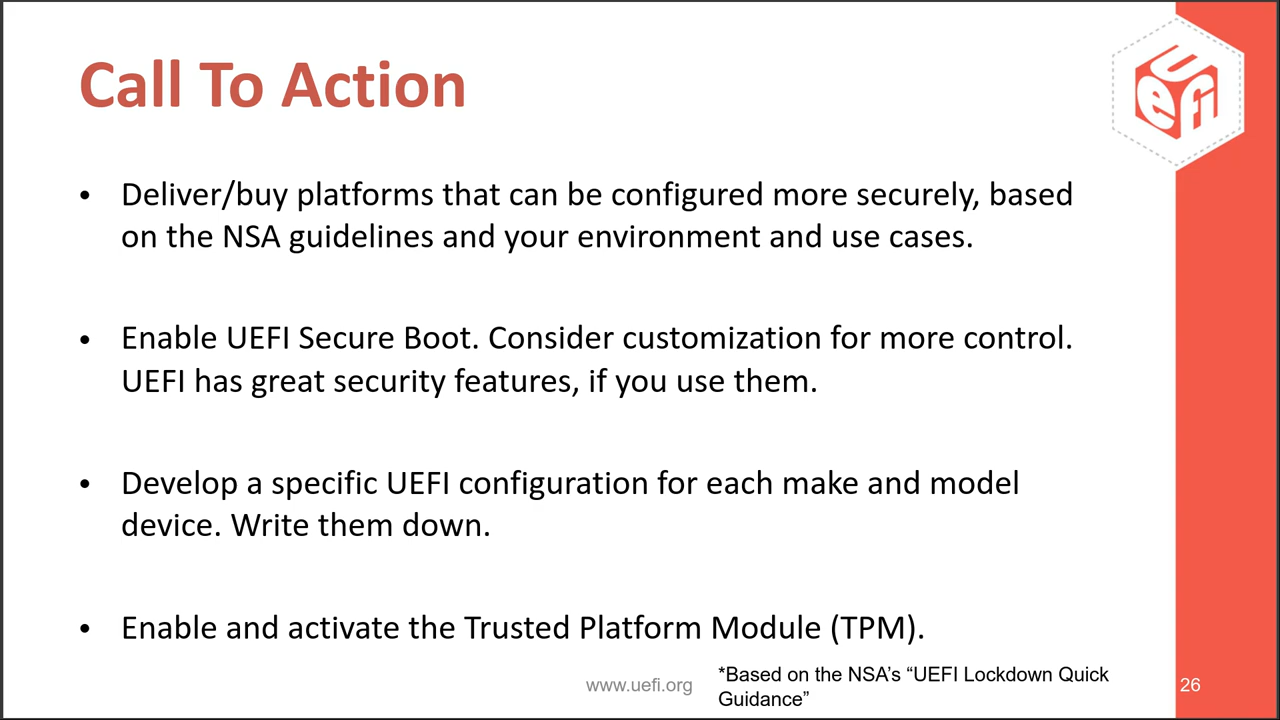 Call To Action
UEFI
• Deliver/buy platforms that can be configured more securely, based
on the NSA guidelines and your environment and use cases.
• Enable UEFI Secure Boot. Consider customization for more control.
UEFI has great security features, if you use them.
• Develop a specific UEFI configuration for each make and model
device. Write them down.
• Enable and activate the Trusted Platform Module (TPM).
www.uefi.org
*Based on the NSA’s “UEFI Lockdown Quick
Guidance”
26